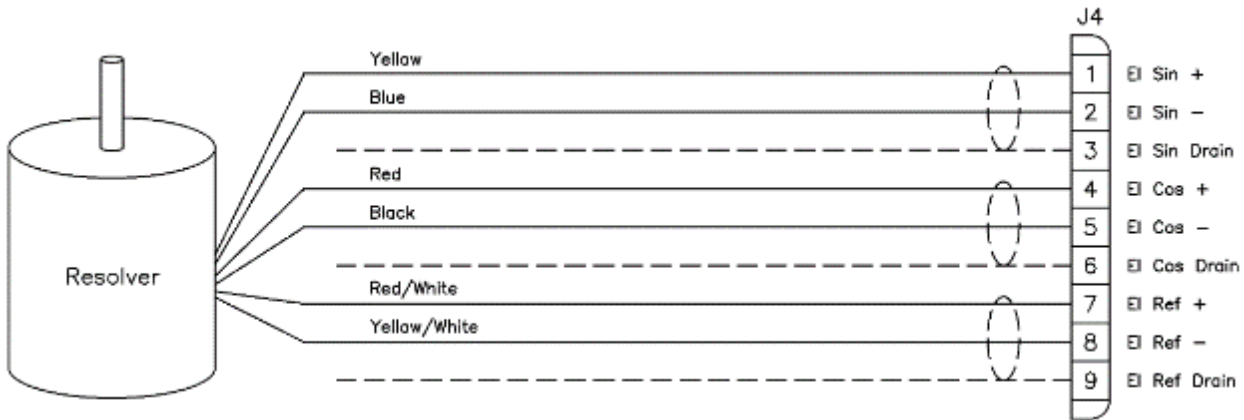 J4
Yellow 1 El Sin +
Blue 2 El Sin -
3 El Sin Drain
Red 4 El Cos +
Black 5 El Cos -
6 El Cos Drain
Resolver
Red/White 7 El Ref +
Yellow/White 8 El Ref -
9 El Ref Drain